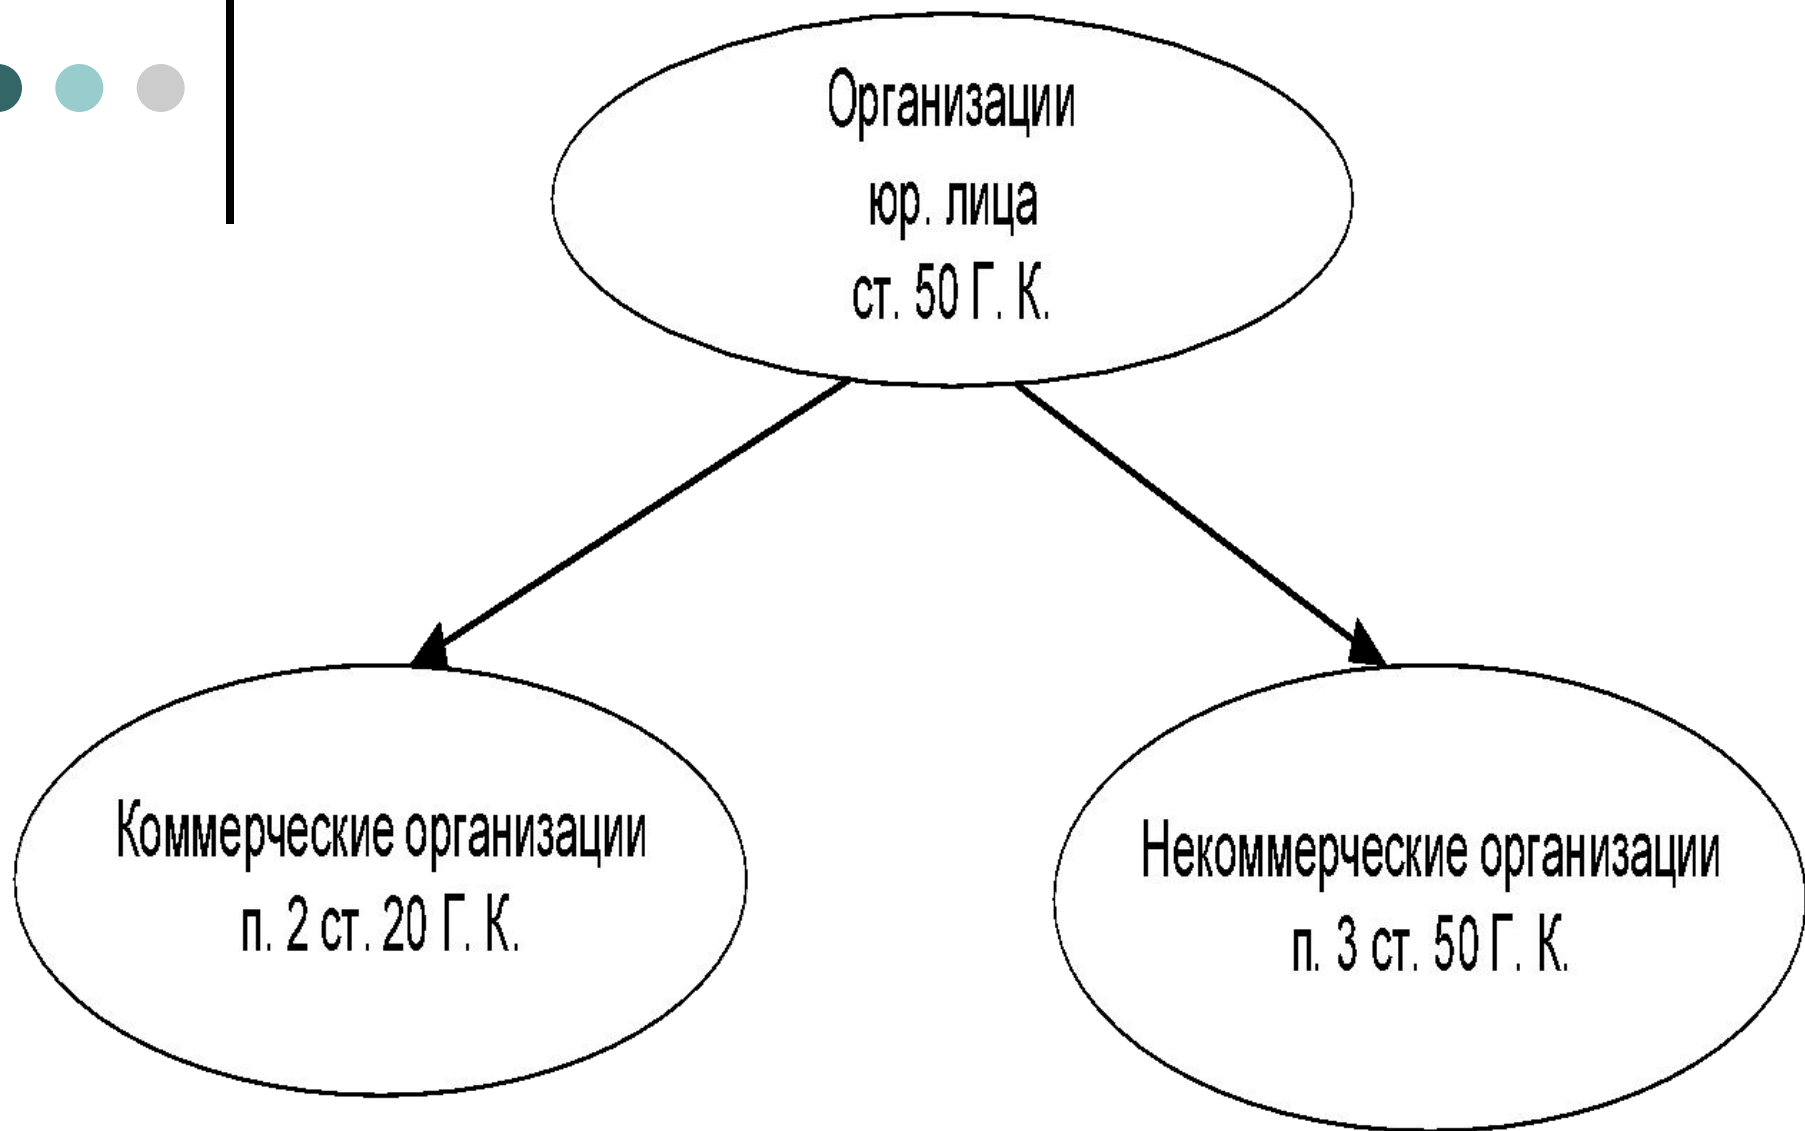 Организации
юр. лица
ст. 50 Г. К.
Коммерческие организации
п. 2 ст. 20 Г. К.
Некоммерческие организации
п. 3 ст. 50 Г. К.